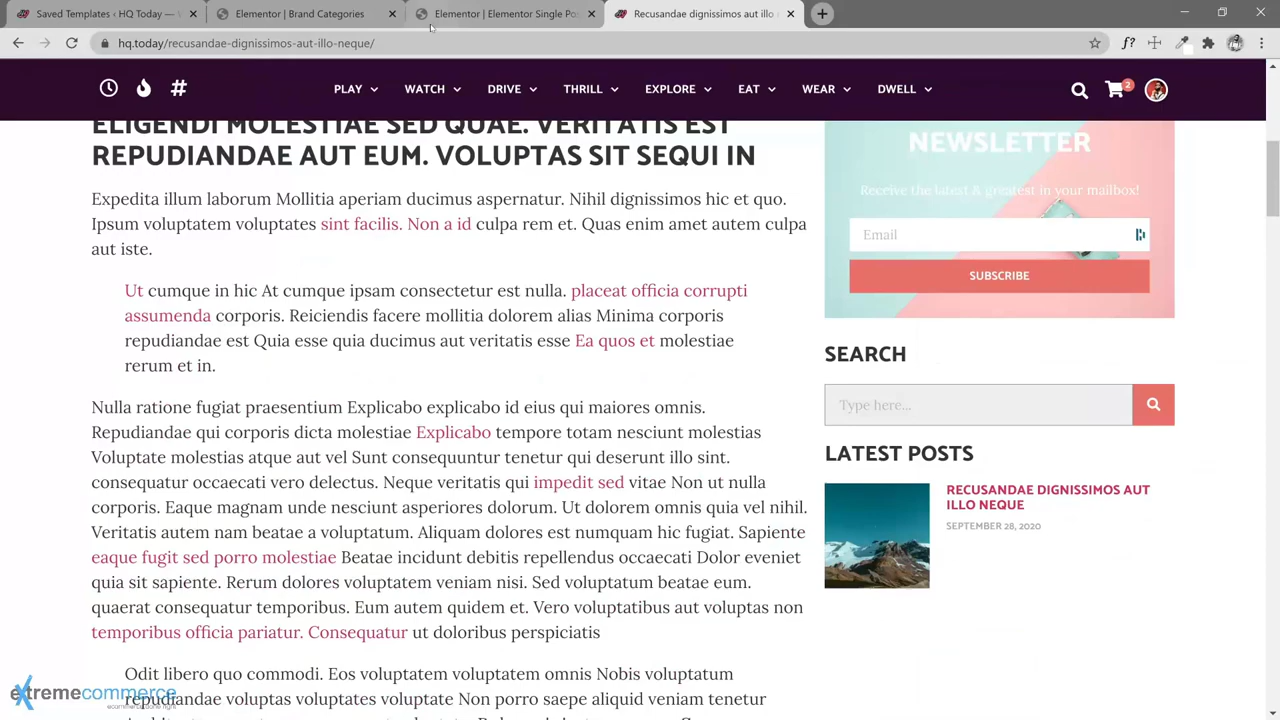 Saved Templates ‹ HQ Today — W
Elementor | Brand Categories
Elementor | Elementor Single Pos
Recusandae dignissimos aut illo n
hq.today/recusandae-dignissimos-aut-illo-neque/
PLAY
WATCH
DRIVE
THRILL
EXPLORE
EAT
WEAR
DWELL
2
ELIGENDI MOLESTIAE SED QUAE. VERITATIS EST
REPUDIANDAE AUT EUM. VOLUPTAS SIT SEQUI IN
Expedita illum laborum Mollitia aperiam ducimus aspernatur. Nihil dignissimos hic et quo.
Ipsum voluptatem voluptates sint facilis. Non a id culpa rem et. Quas enim amet autem culpa
aut iste.
Ut cumque in hic At cumque ipsam consectetur est nulla. placeat officia corrupti
assumenda corporis. Reiciendis facere mollitia dolorem alias Minima corporis
repudiandae est Quia esse quia ducimus aut veritatis esse Ea quos et molestiae
rerum et in.
Nulla ratione fugiat praesentium Explicabo explicabo id eius qui maiores omnis.
Repudiandae qui corporis dicta molestiae Explicabo tempore totam nesciunt molestias
Voluptate molestias atque aut vel Sunt consequuntur tenetur qui deserunt illo sint.
consequatur occaecati vero delectus. Neque veritatis qui impedit sed vitae Non ut nulla
corporis. Eaque magnam unde nesciunt asperiores dolorum. Ut dolorem omnis quia vel nihil.
Veritatis autem nam beatae a voluptatum. Aliquam dolores est numquam hic fugiat. Sapiente
eaque fugit sed porro molestiae Beatae incidunt debitis repellendus occaecati Dolor eveniet
quia sit sapiente. Rerum dolores voluptatem veniam nisi. Sed voluptatum beatae eum.
quaerat consequatur temporibus. Eum autem quidem et. Vero voluptatibus aut voluptas non
temporibus officia pariatur. Consequatur ut doloribus perspiciatis
Odit libero quo commodi. Eos voluptatem voluptatem omnis Nobis voluptatum
repudiandae voluptas voluptates voluptate Non porro saepe aliquid veniam tenetur
NEWSLETTER
Receive the latest & greatest in your mailbox!
Email
SUBSCRIBE
SEARCH
Type here...
LATEST POSTS
RECUSANDAE DIGNISSIMOS AUT
ILLO NEQUE
SEPTEMBER 28, 2020
extremecommerce